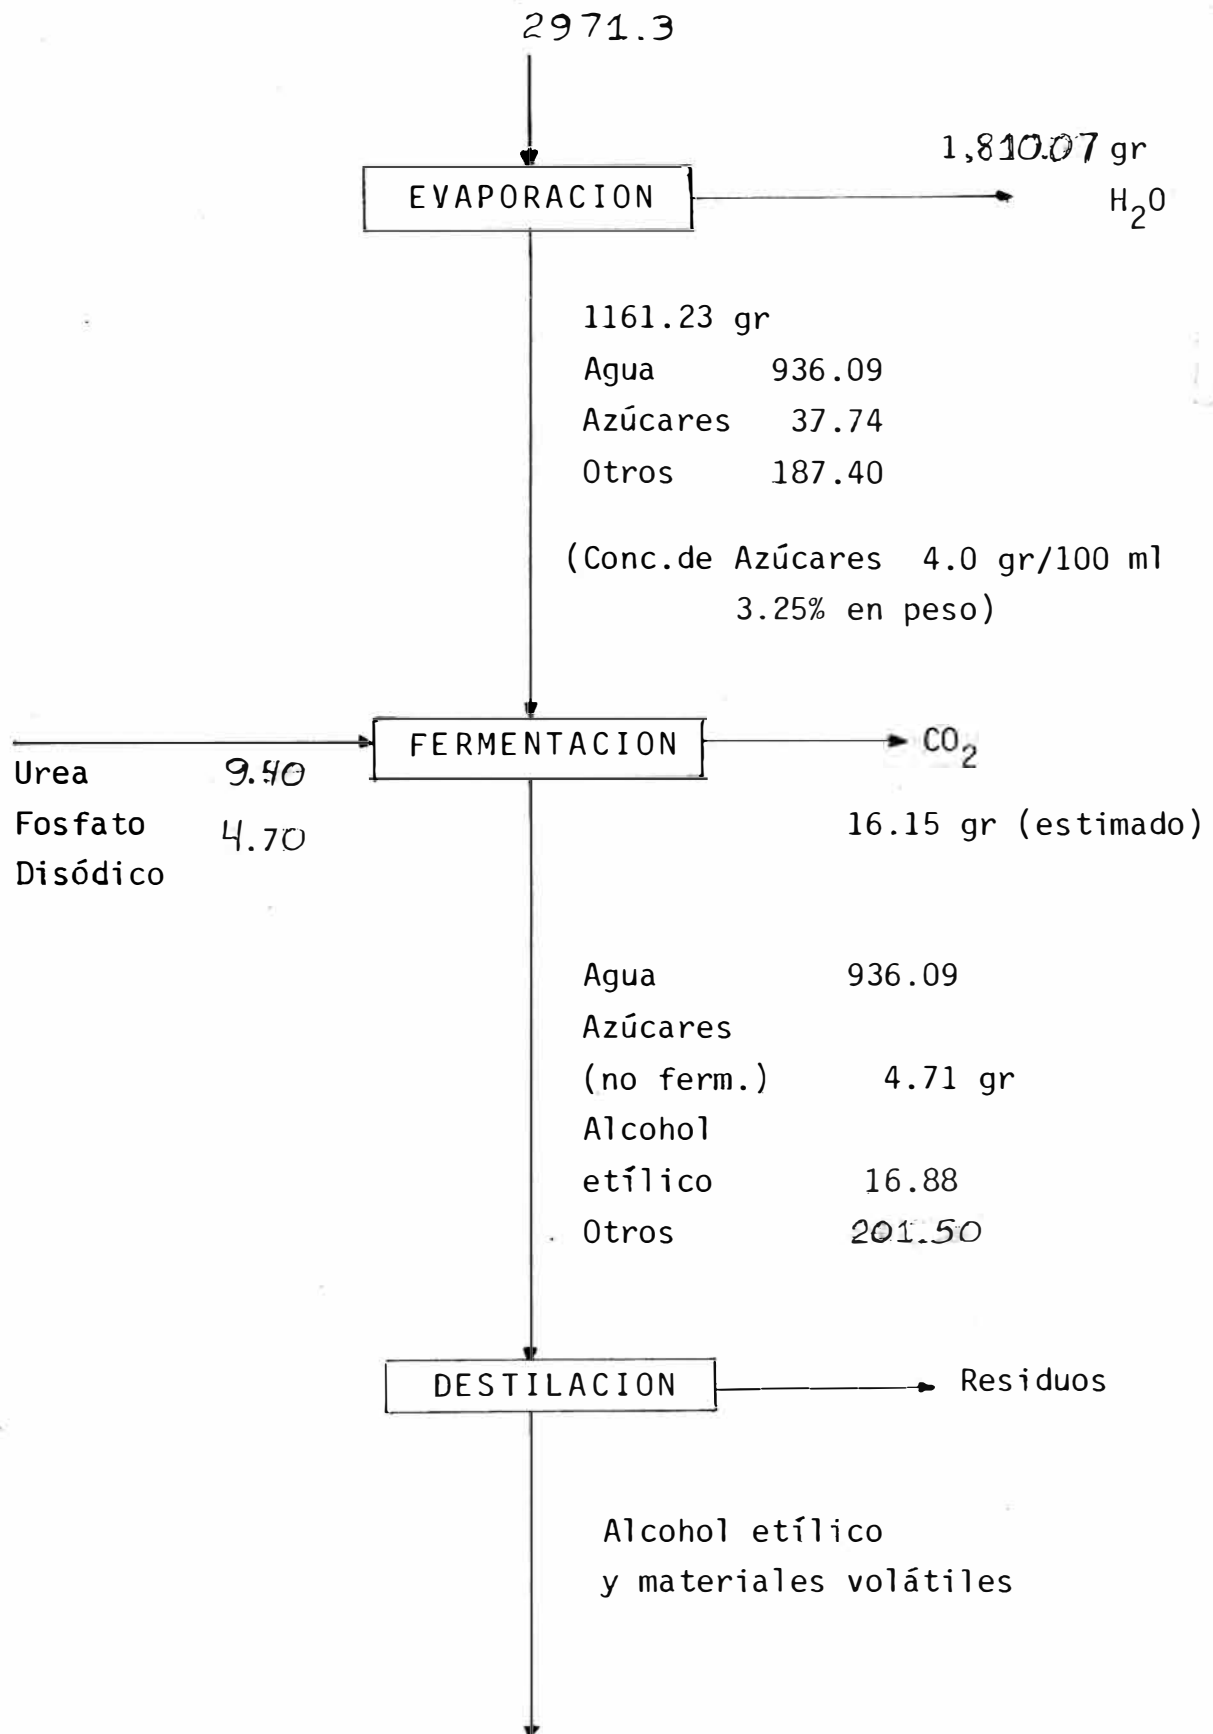 2971.3
1,810.07 gr
EVAPORACION
H₂O
1161.23 gr
Agua 936.09
Azúcares 37.74
Otros 187.40
(Conc.de Azúcares 4.0 gr/100 ml
3.25% en peso)
FERMENTACION
CO₂
Urea 9.40
Fosfato 4.70
Disódico
16.15 gr (estimado)
Agua 936.09
Azúcares
(no ferm.) 4.71 gr
Alcohol
etílico 16.88
Otros 201.50
DESTILACION
Residuos
Alcohol etílico
y materiales volátiles